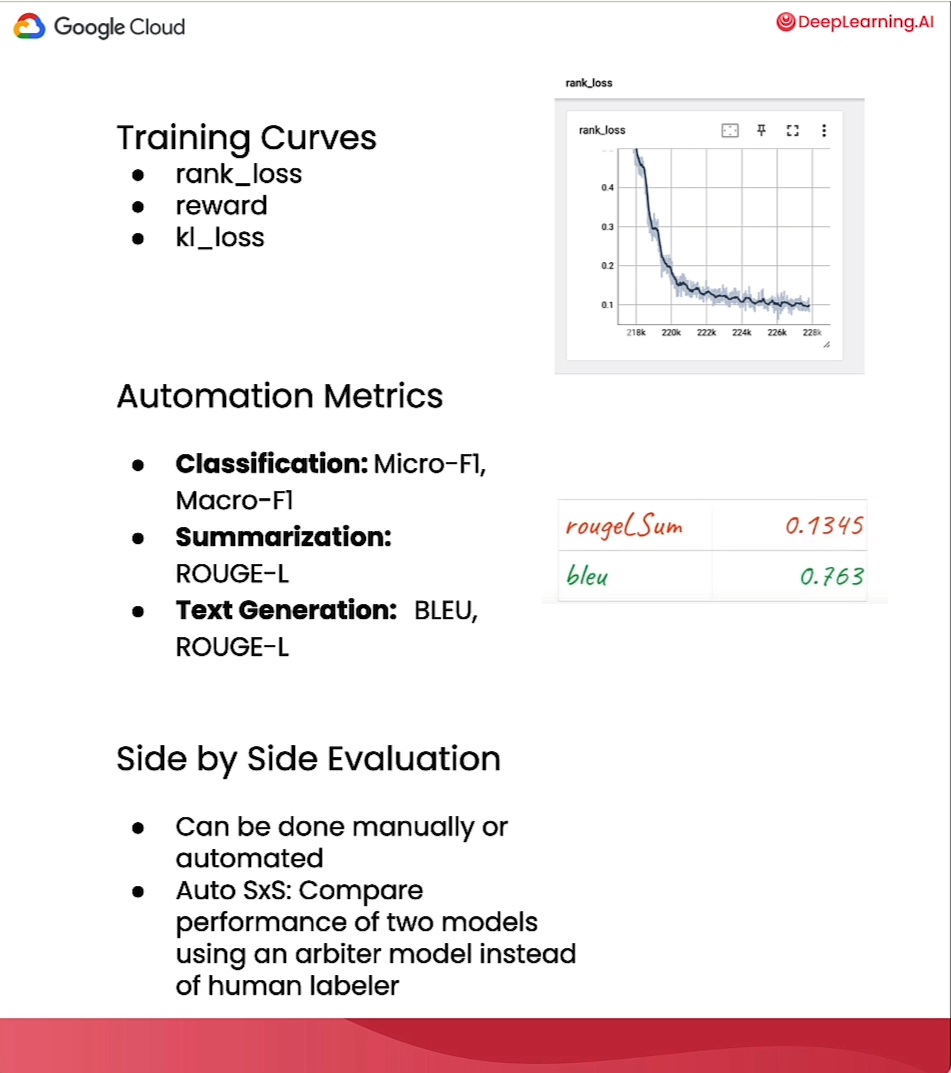 Google Cloud
DeepLearning.AI
Training Curves
● rank_loss
● reward
● kl_loss
rank_loss
rank_loss
0.4
0.3
0.2
0.1
218k 220k 222k 224k 226k 228k
Automation Metrics
● Classification: Micro-F1,
Macro-F1
● Summarization:
ROUGE-L
● Text Generation: BLEU,
ROUGE-L
rougeLSum 0.1345
bleu 0.763
Side by Side Evaluation
● Can be done manually or
automated
● Auto SxS: Compare
performance of two models
using an arbiter model instead
of human labeler